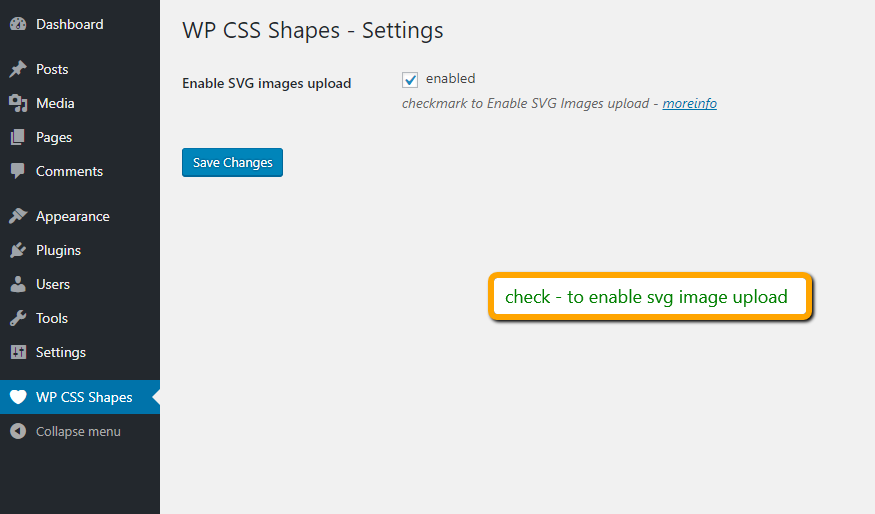 Dashboard
Posts
Media
Pages
Comments
Appearance
Plugins
Users
Tools
Settings
WP CSS Shapes
Collapse menu
WP CSS Shapes - Settings
Enable SVG images upload
enabled
checkmark to Enable SVG Images upload - moreinfo
Save Changes
check - to enable svg image upload